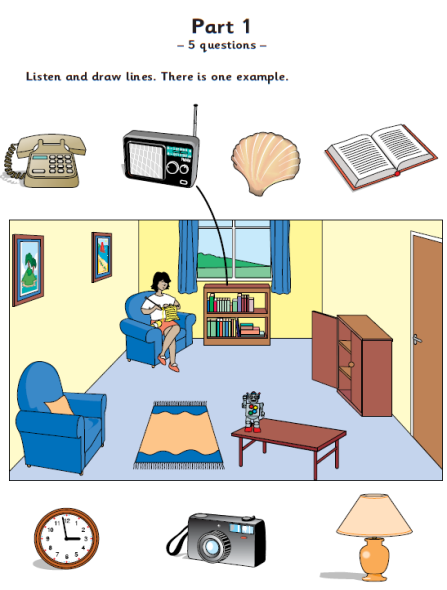 Part 1
– 5 questions –
Listen and draw lines. There is one example.